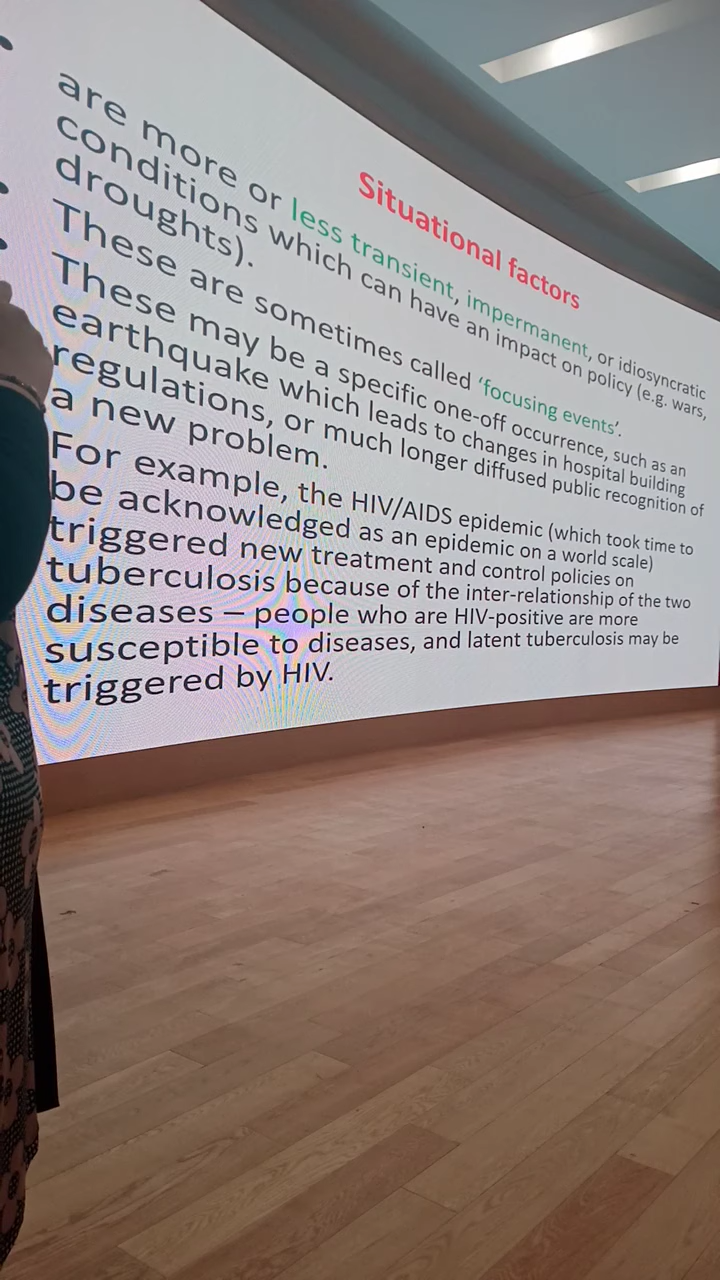 Situational factors
• are more or less transient, impermanent, or idiosyncratic
conditions which can have an impact on policy (e.g. wars,
droughts).
• These are sometimes called ‘focusing events’.
• These may be a specific one-off occurrence, such as an
earthquake which leads to changes in hospital building
regulations, or much longer diffused public recognition of
a new problem.
For example, the HIV/AIDS epidemic (which took time to
be acknowledged as an epidemic on a world scale)
triggered new treatment and control policies on
tuberculosis because of the inter-relationship of the two
diseases – people who are HIV-positive are more
susceptible to diseases, and latent tuberculosis may be
triggered by HIV.